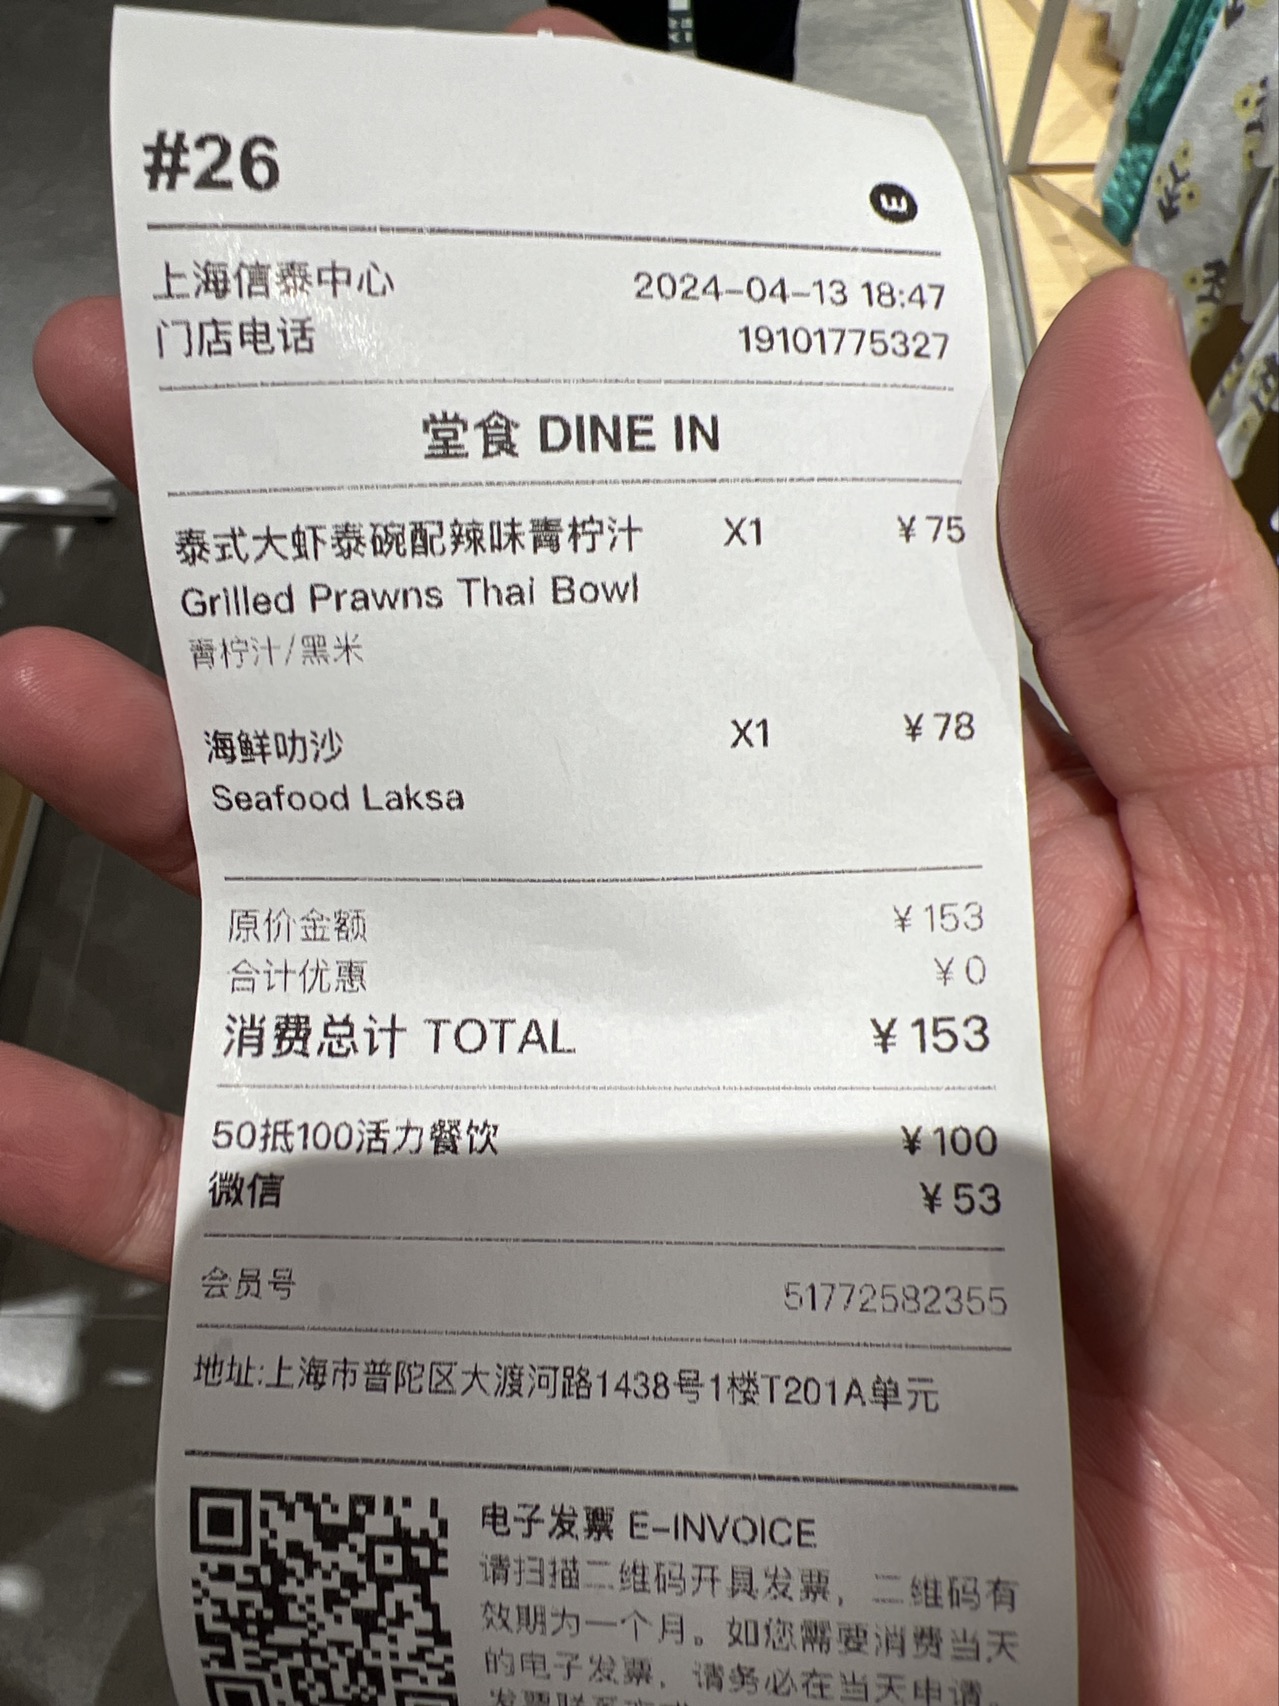 #26
上海信泰中心 2024-04-13 18:47
门店电话 19101775327
堂食 DINE IN
泰式大虾泰碗配辣味青柠汁 X1 ¥75
Grilled Prawns Thai Bowl
青柠汁/黑米
海鲜叻沙 X1 ¥78
Seafood Laksa
原价金额 ¥153
合计优惠 ¥0
消费总计 TOTAL ¥153
50抵100活力餐饮 ¥100
微信 ¥53
会员号 51772582355
地址:上海市普陀区大渡河路1438号1楼T201A单元
电子发票 E-INVOICE
请扫描二维码开具发票，二维码有
效期为一个月。如您需要消费当天
的电子发票，请务必在当天申请。